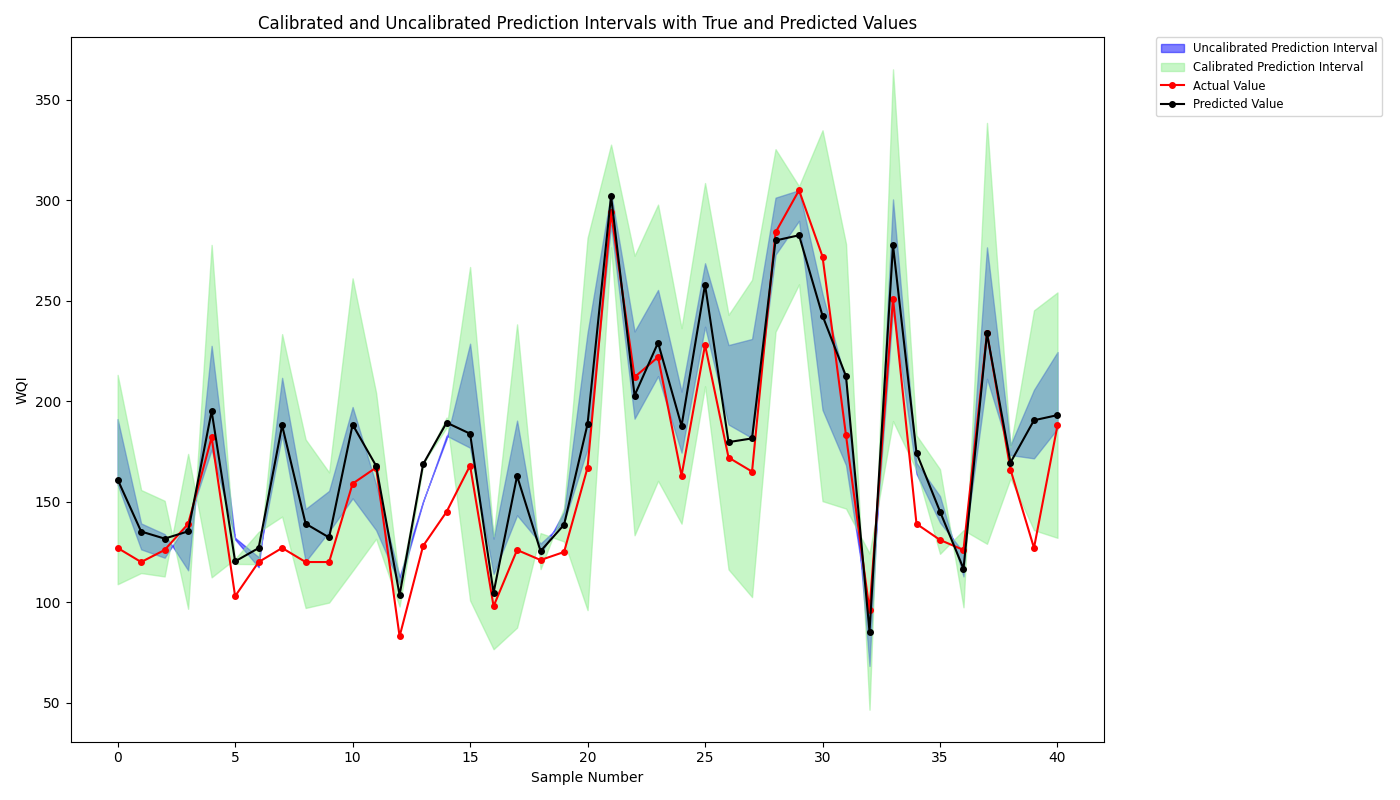 Calibrated and Uncalibrated Prediction Intervals with True and Predicted Values
Uncalibrated Prediction Interval
Calibrated Prediction Interval
Actual Value
Predicted Value
350
300
250
200
150
100
50
WQI
0 5 10 15 20 25 30 35 40
Sample Number